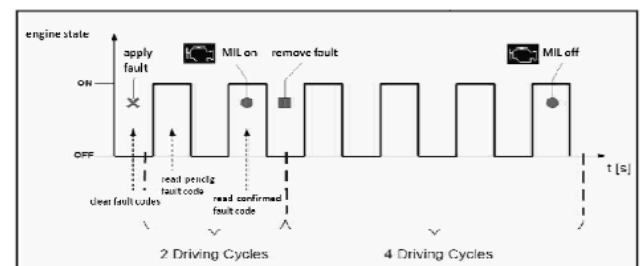 engine state
apply
fault
MIL on
remove fault
MIL off
ON
OFF
t [s]
clear fault codes
read pending
fault code
read confirmed
fault code
2 Driving Cycles
4 Driving Cycles